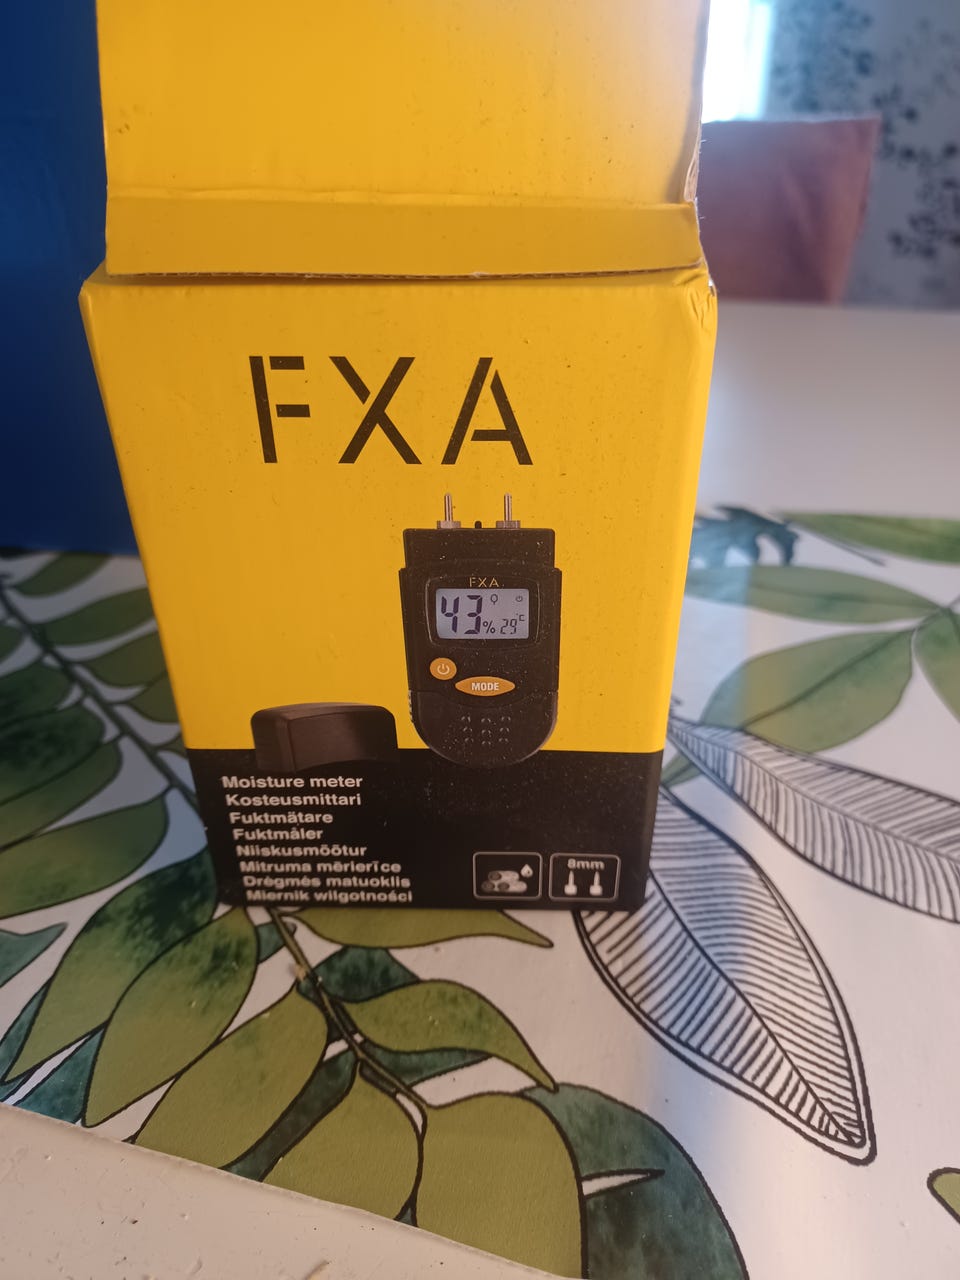 FXA
FXA
43% 29°C
MODE
Moisture meter
Kosteusmittari
Fuktmätare
Fuktmåler
Niiskusmõõtur
Mitruma mērierīce
Drėgmės matuoklis
Miernik wilgotności
8mm